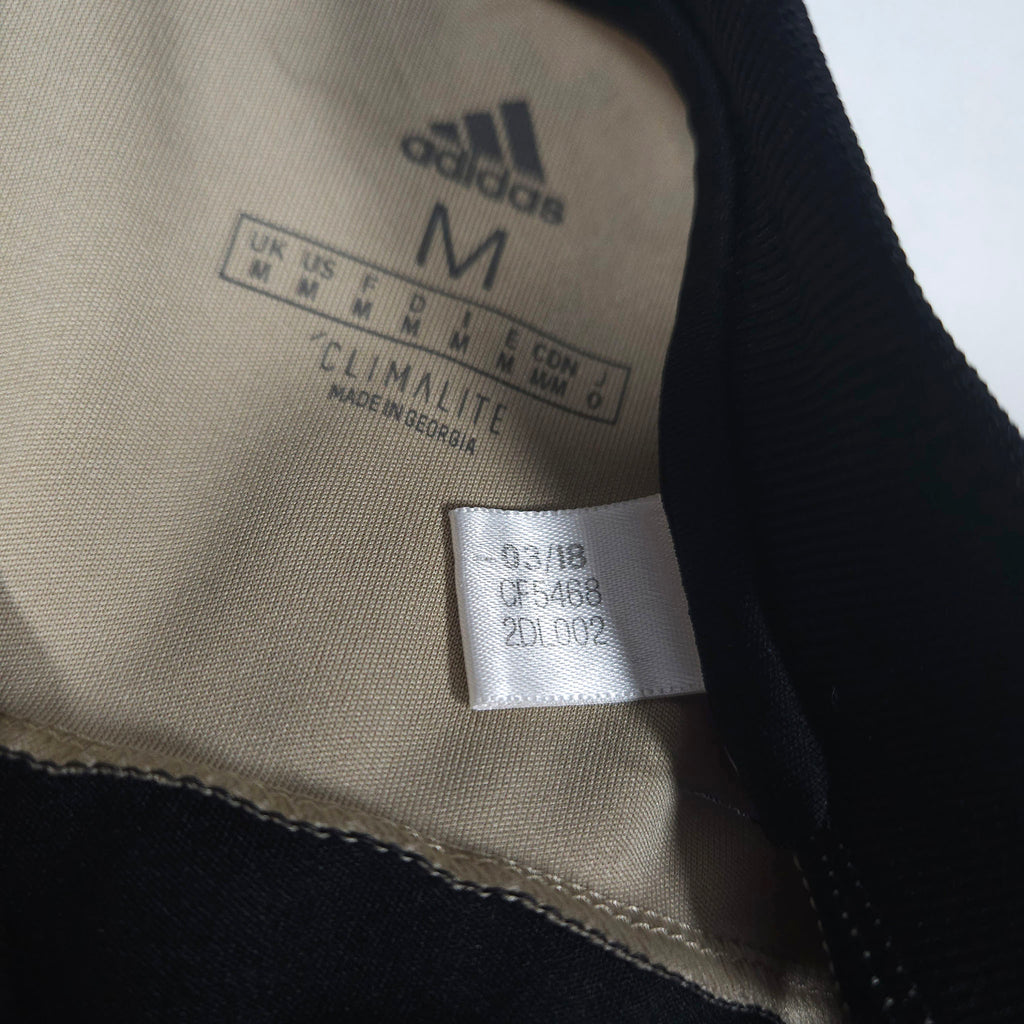 adidas
M
UK US F D I E CDN J
M M M M M M M/M O
CLIMALITE
MADE IN GEORGIA
03/18
CF5468
2DL002